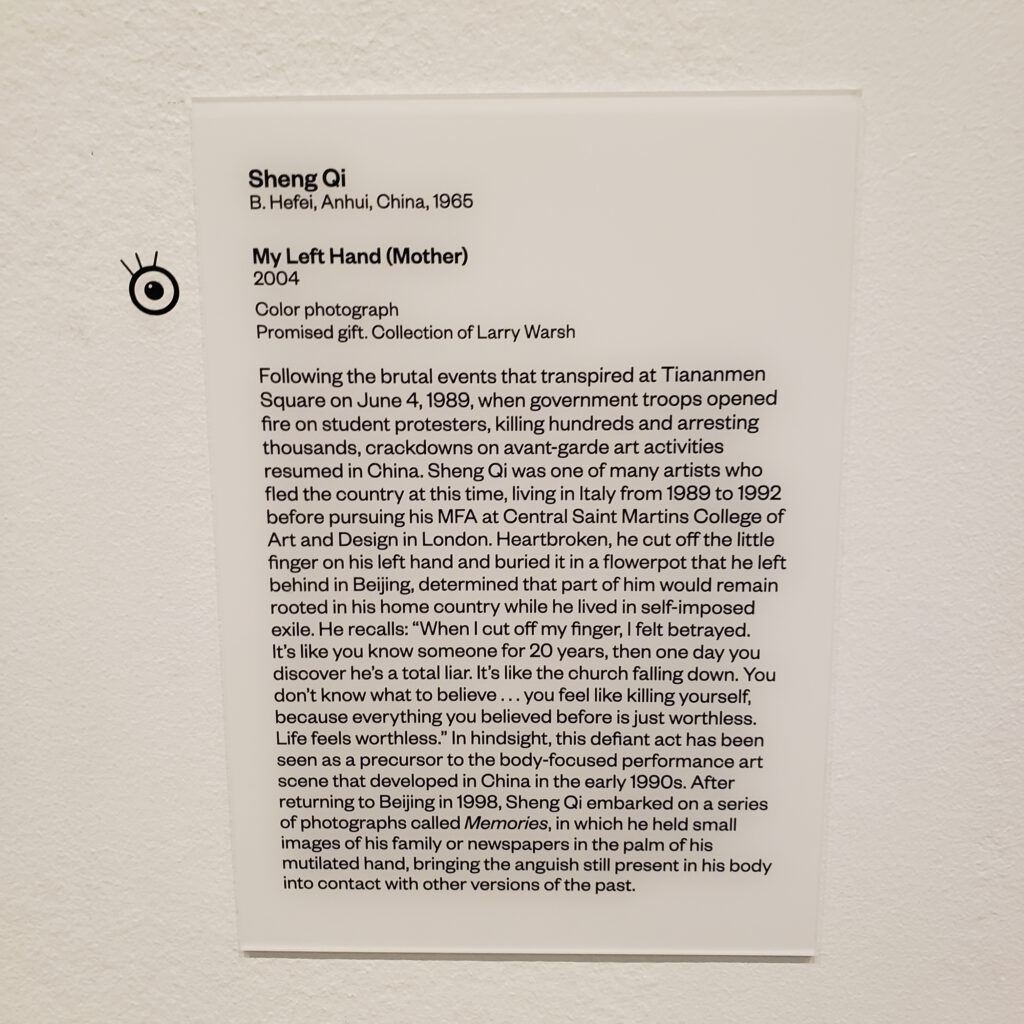 Sheng Qi
B. Hefei, Anhui, China, 1965
My Left Hand (Mother)
2004
Color photograph
Promised gift. Collection of Larry Warsh
Following the brutal events that transpired at Tiananmen
Square on June 4, 1989, when government troops opened
fire on student protesters, killing hundreds and arresting
thousands, crackdowns on avant-garde art activities
resumed in China. Sheng Qi was one of many artists who
fled the country at this time, living in Italy from 1989 to 1992
before pursuing his MFA at Central Saint Martins College of
Art and Design in London. Heartbroken, he cut off the little
finger on his left hand and buried it in a flowerpot that he left
behind in Beijing, determined that part of him would remain
rooted in his home country while he lived in self-imposed
exile. He recalls: “When I cut off my finger, I felt betrayed.
It’s like you know someone for 20 years, then one day you
discover he’s a total liar. It’s like the church falling down. You
don’t know what to believe . . . you feel like killing yourself,
because everything you believed before is just worthless.
Life feels worthless.” In hindsight, this defiant act has been
seen as a precursor to the body-focused performance art
scene that developed in China in the early 1990s. After
returning to Beijing in 1998, Sheng Qi embarked on a series
of photographs called Memories, in which he held small
images of his family or newspapers in the palm of his
mutilated hand, bringing the anguish still present in his body
into contact with other versions of the past.